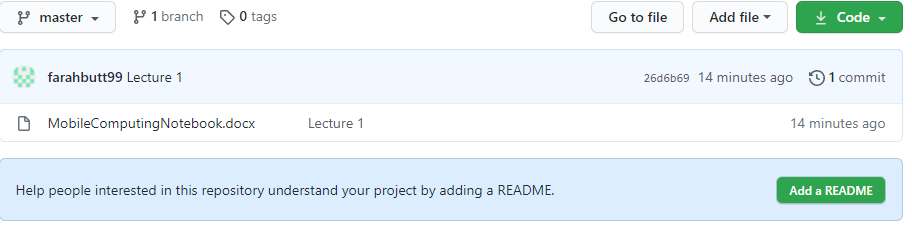 master 1 branch 0 tags Go to file Add file Code
farahbutt99 Lecture 1 26d6b69 14 minutes ago 1 commit
MobileComputingNotebook.docx Lecture 1 14 minutes ago
Help people interested in this repository understand your project by adding a README. Add a README